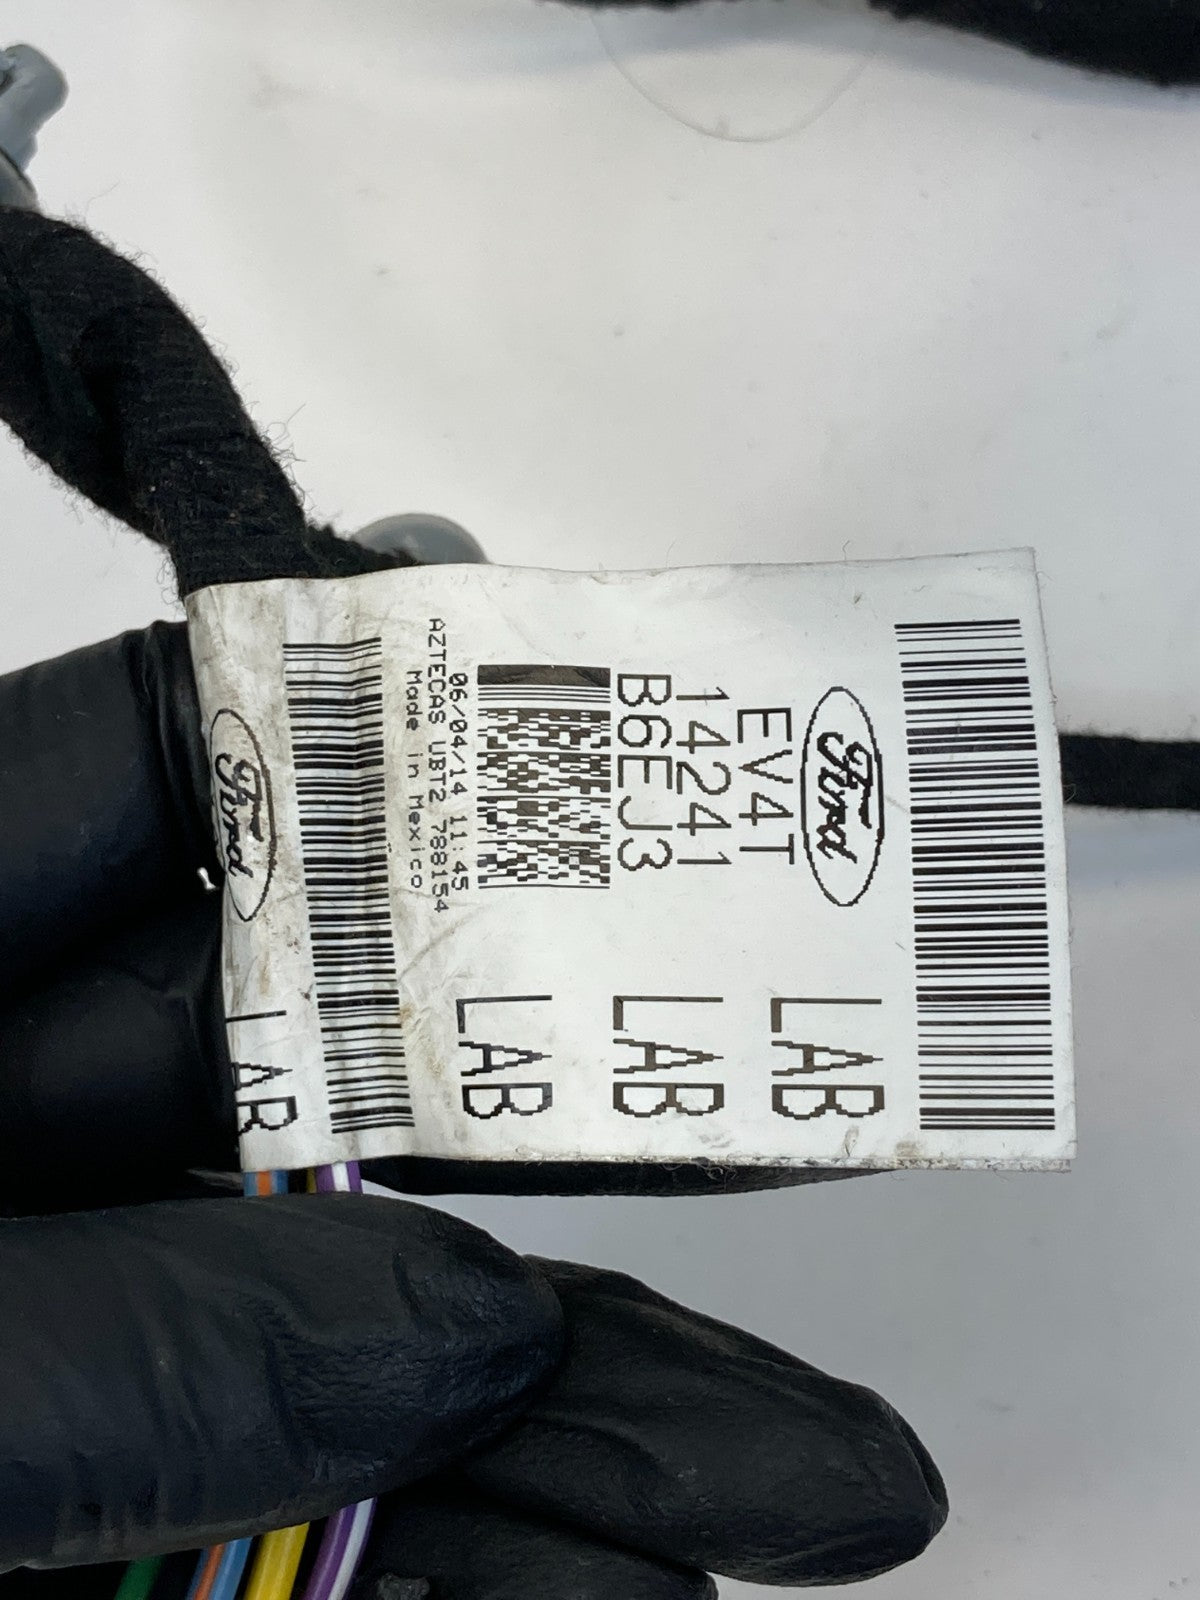 Ford
EV4T
14241
B6EJ3
LAB
LAB
LAB
06/04/14 11:45
AZTECAS UBT2 788154
Made in Mexico
Ford
LAB